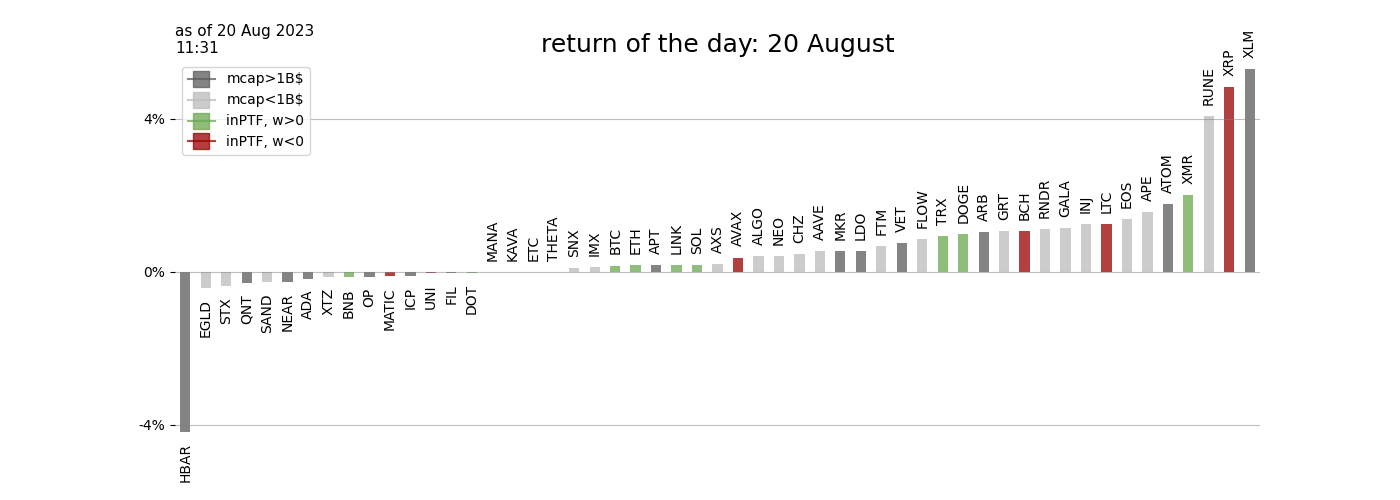 as of 20 Aug 2023
11:31
return of the day: 20 August
mcap>1B$
mcap<1B$
inPTF, w>0
inPTF, w<0
4%
0%
-4%
HBAR
EGLD
STX
QNT
SAND
NEAR
ADA
XTZ
BNB
OP
MATIC
ICP
UNI
FIL
DOT
MANA
KAVA
ETC
THETA
SNX
IMX
BTC
ETH
APT
LINK
SOL
AXS
AVAX
ALGO
NEO
CHZ
AAVE
MKR
LDO
FTM
VET
FLOW
TRX
DOGE
ARB
GRT
BCH
RNDR
GALA
INJ
LTC
EOS
APE
ATOM
XMR
RUNE
XRP
XLM